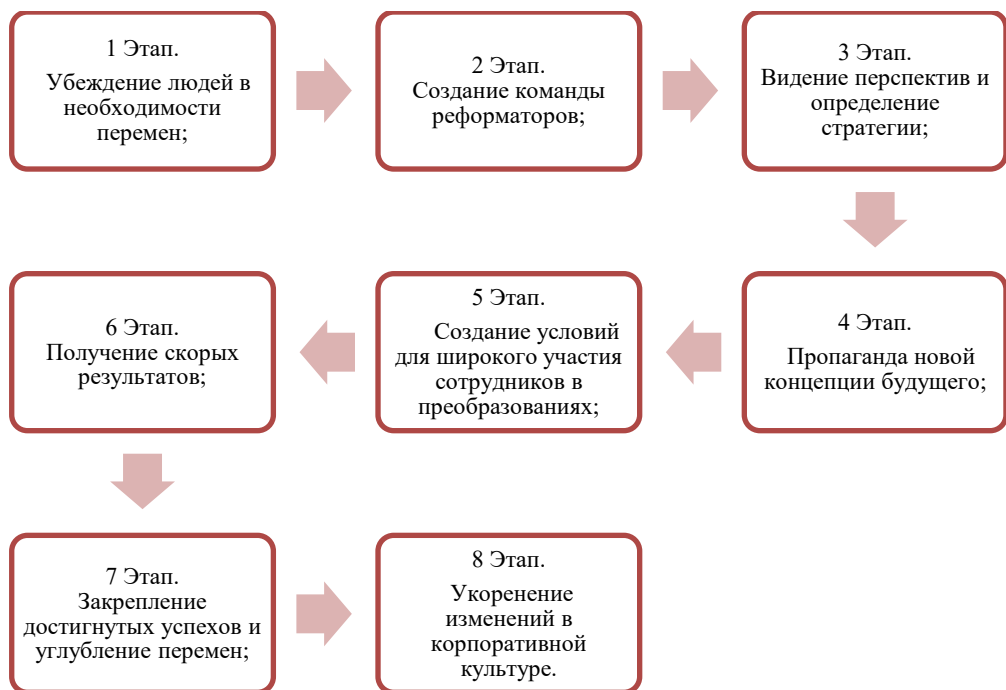 1 Этап.
Убеждение людей в
необходимости
перемен;
2 Этап.
Создание команды
реформаторов;
3 Этап.
Видение перспектив и
определение
стратегии;
4 Этап.
Пропаганда новой
концепции будущего;
5 Этап.
Создание условий
для широкого участия
сотрудников в
преобразованиях;
6 Этап.
Получение скорых
результатов;
7 Этап.
Закрепление
достигнутых успехов и
углубление перемен;
8 Этап.
Укоренение
изменений в
корпоративной
культуре.